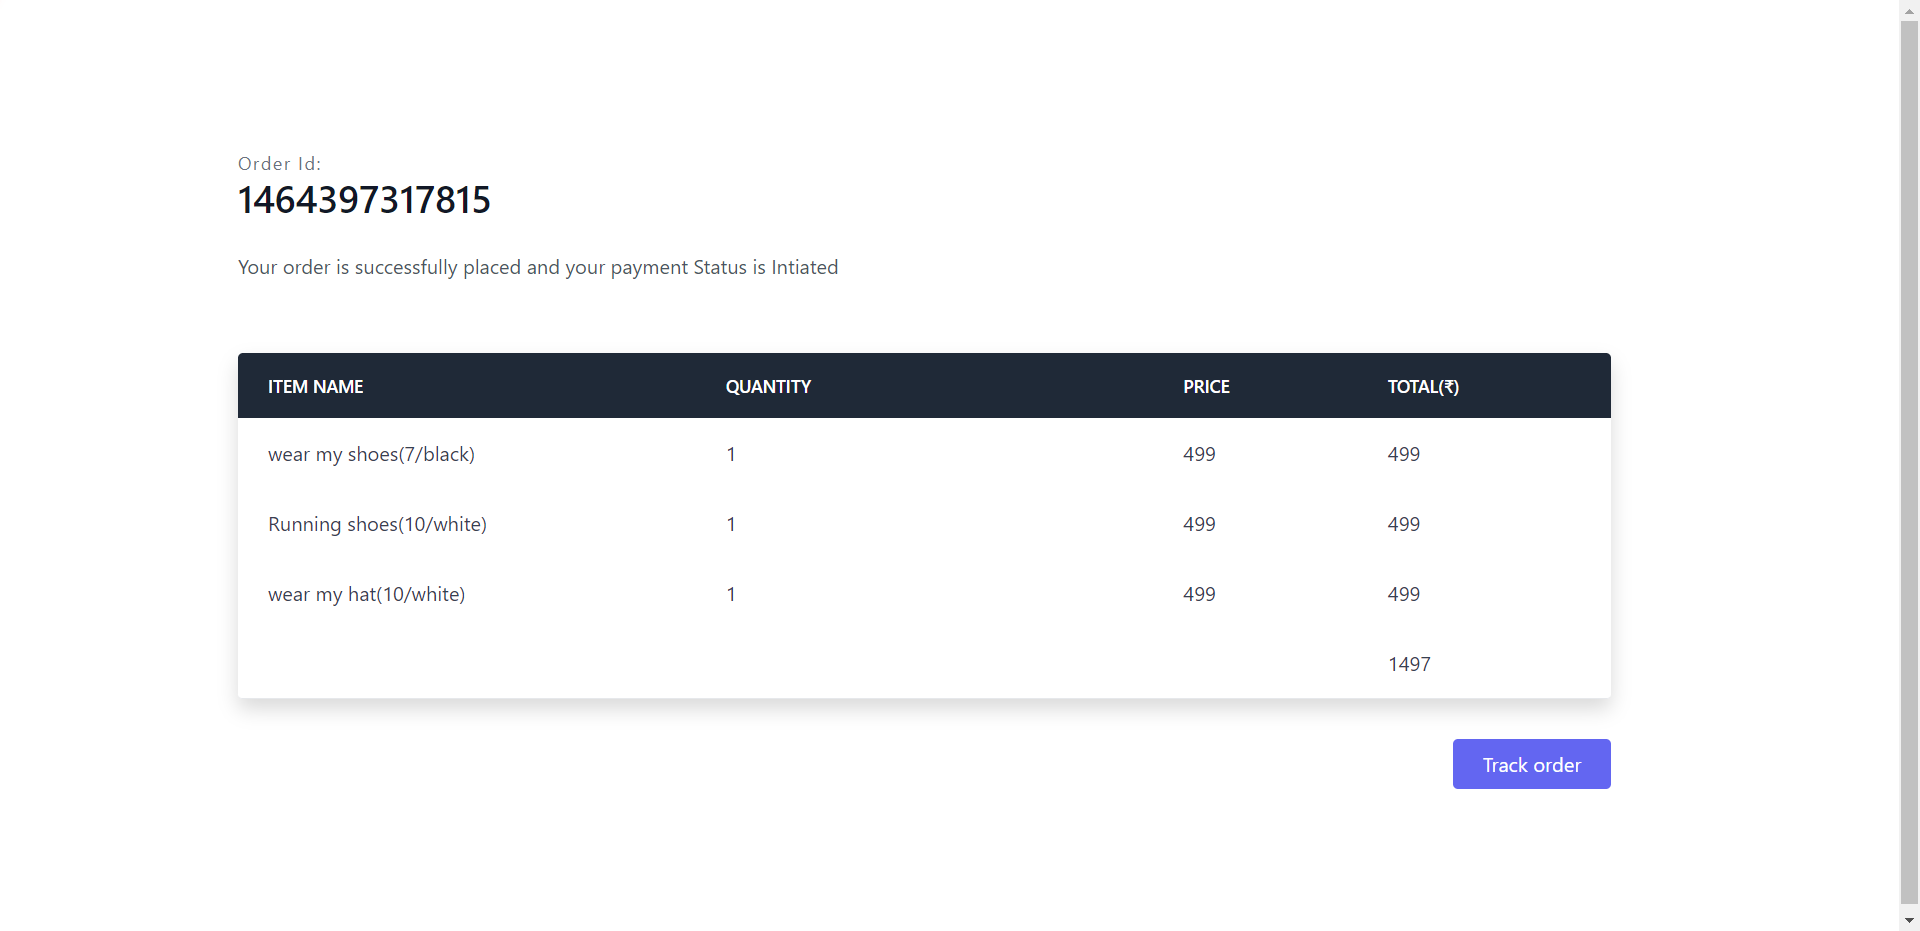 Order Id:
1464397317815
Your order is successfully placed and your payment Status is Intiated
ITEM NAME QUANTITY PRICE TOTAL(₹)
wear my shoes(7/black) 1 499 499
Running shoes(10/white) 1 499 499
wear my hat(10/white) 1 499 499
1497
Track order